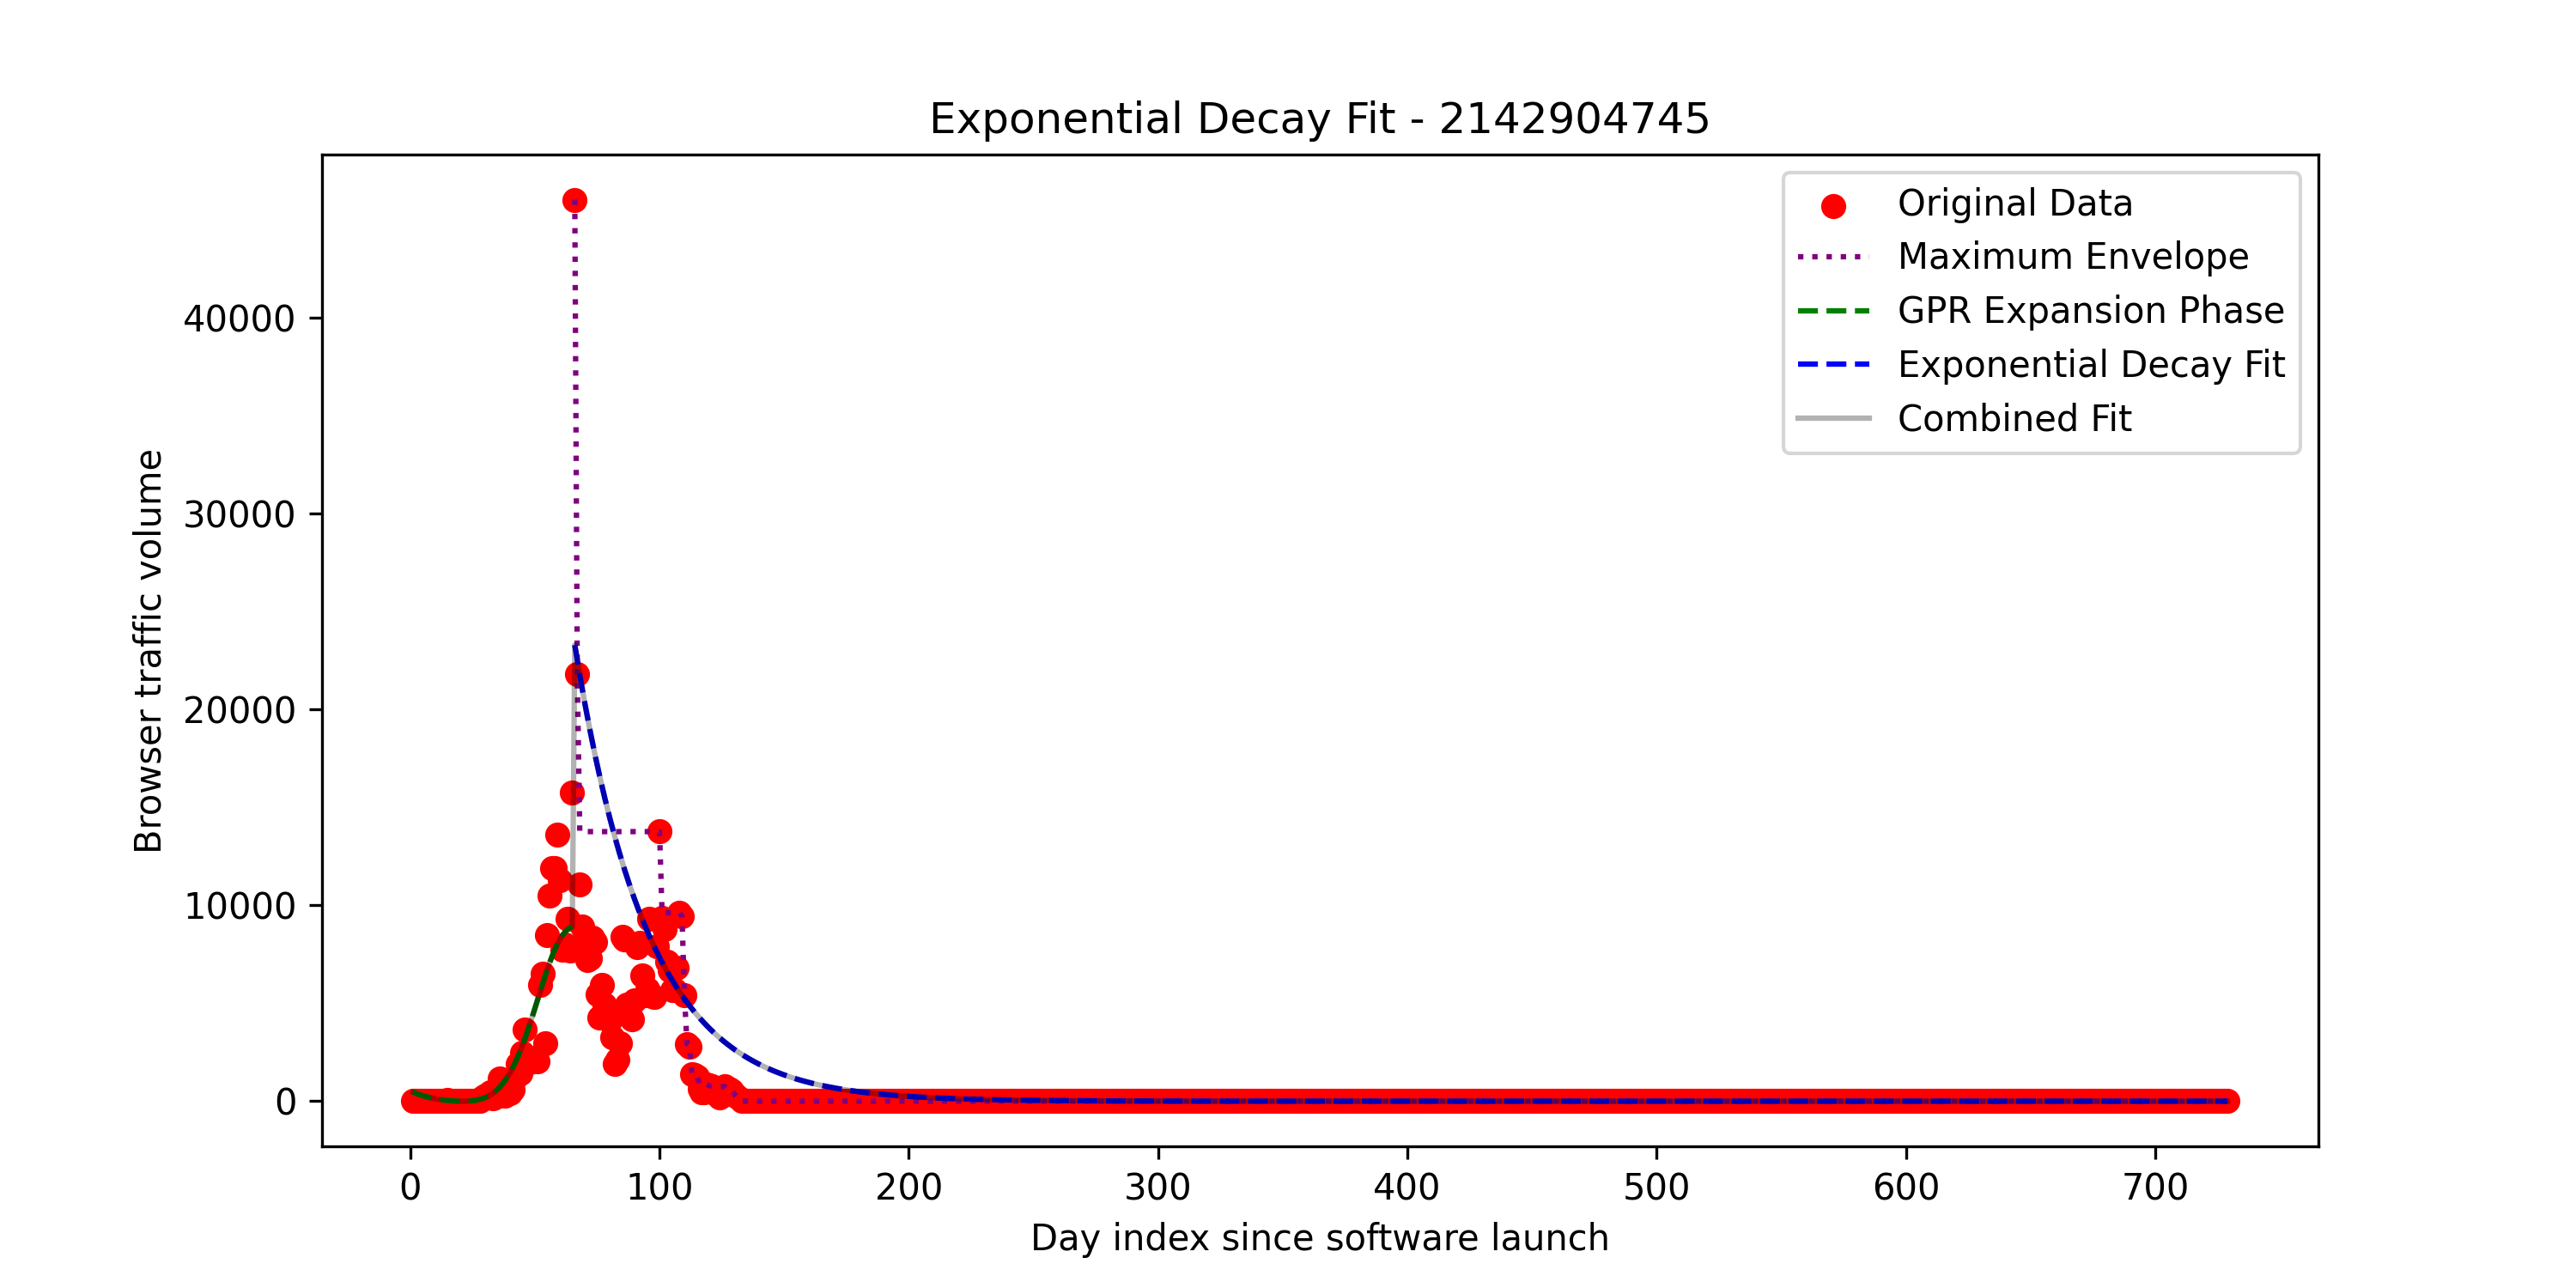 Exponential Decay Fit - 2142904745
Original Data
Maximum Envelope
GPR Expansion Phase
Exponential Decay Fit
Combined Fit
Browser traffic volume
40000
30000
20000
10000
0
0 100 200 300 400 500 600 700
Day index since software launch